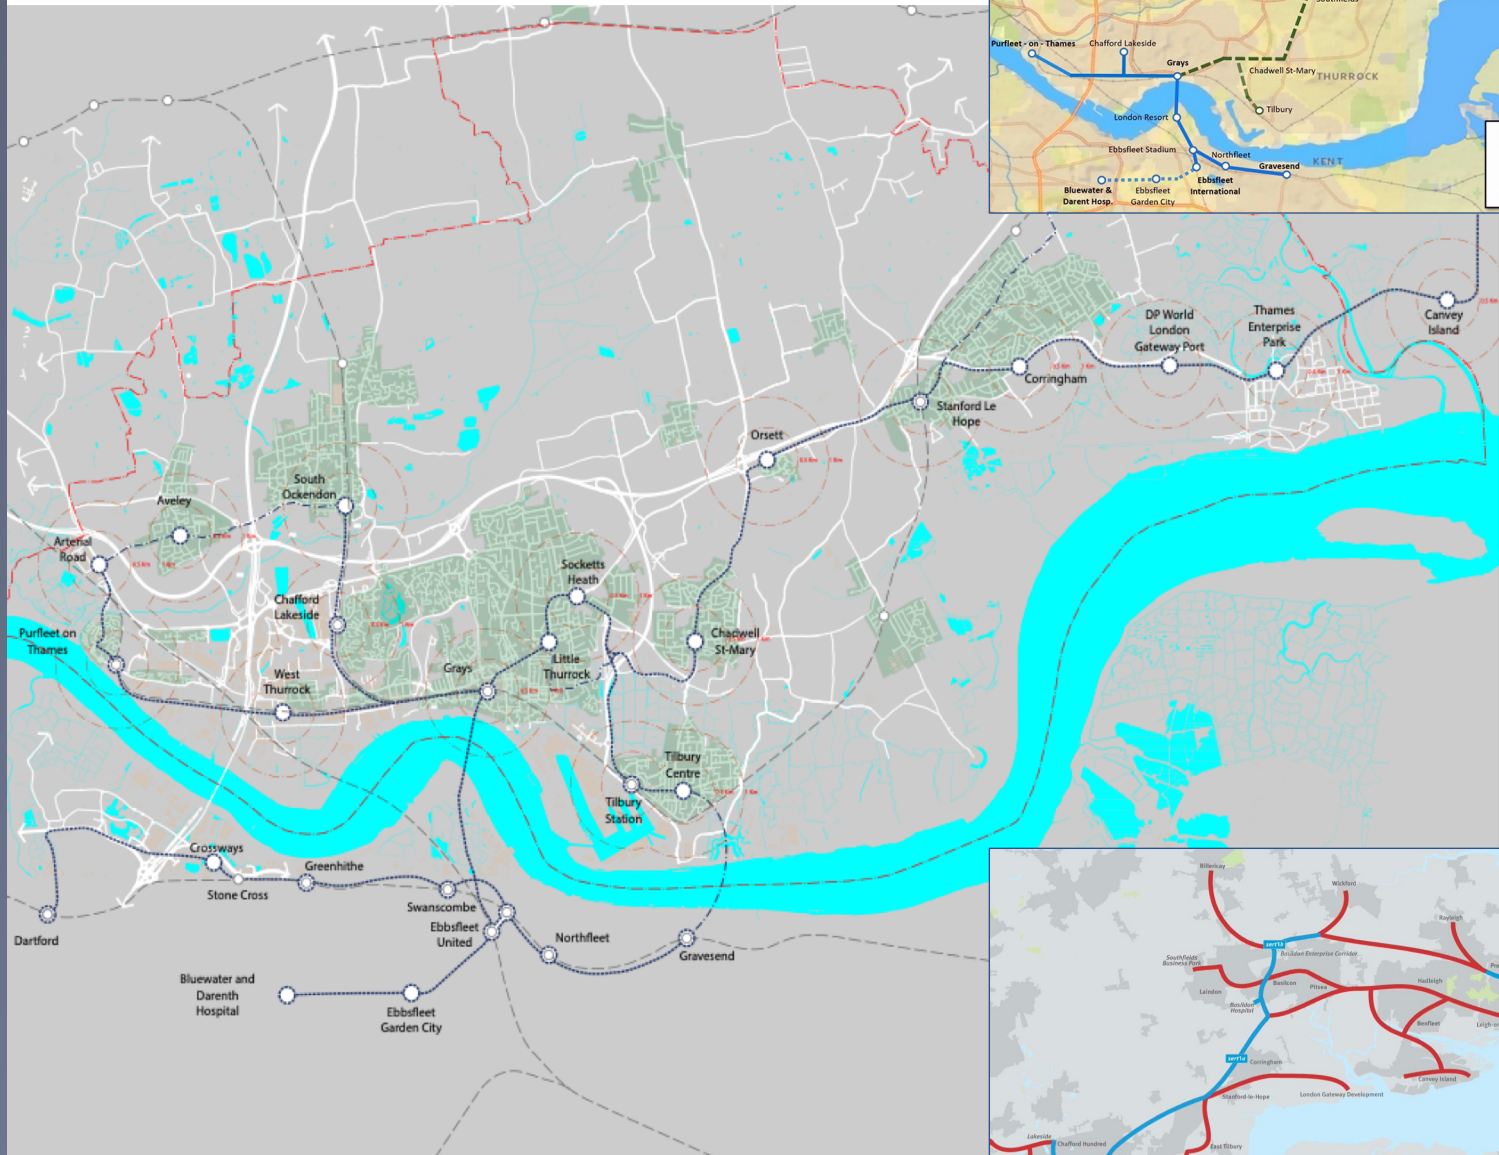 Purfleet - on - Thames
Chafford Lakeside
Grays
Chadwell St-Mary
THURROCK
Tilbury
London Resort
Ebbsfleet Stadium
Northfleet
Gravesend
KENT
Bluewater &
Darent Hosp.
Ebbsfleet
Garden City
Ebbsfleet
International
DP World
London
Gateway Port
Thames
Enterprise
Park
Canvey
Island
Corringham
Stanford Le
Hope
Orsett
South
Ockendon
Aveley
Arterial
Road
Socketts
Heath
Chafford
Lakeside
Purfleet on
Thames
Chadwell
St-Mary
Little
Thurrock
Grays
West
Thurrock
Tilbury
Centre
Tilbury
Station
Crossways
Stone Cross
Greenhithe
Swanscombe
Ebbsfleet
United
Northfleet
Gravesend
Dartford
Bluewater and
Darenth
Hospital
Ebbsfleet
Garden City
Billericay
Wickford
Rayleigh
sert1b
Basildon Enterprise Corridor
Southfields
Business Park
Laindon
Basildon
Pitsea
Hadleigh
Basildon
Hospital
Benfleet
sert1a
Corringham
Canvey Island
Stanford-le-Hope
London Gateway Development
Lakeside
Chafford Hundred
East Tilbury